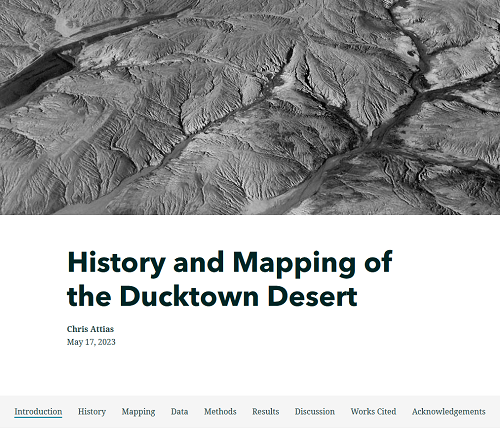 History and Mapping of
the Ducktown Desert
Chris Attias
May 17, 2023
Introduction History Mapping Data Methods Results Discussion Works Cited Acknowledgements